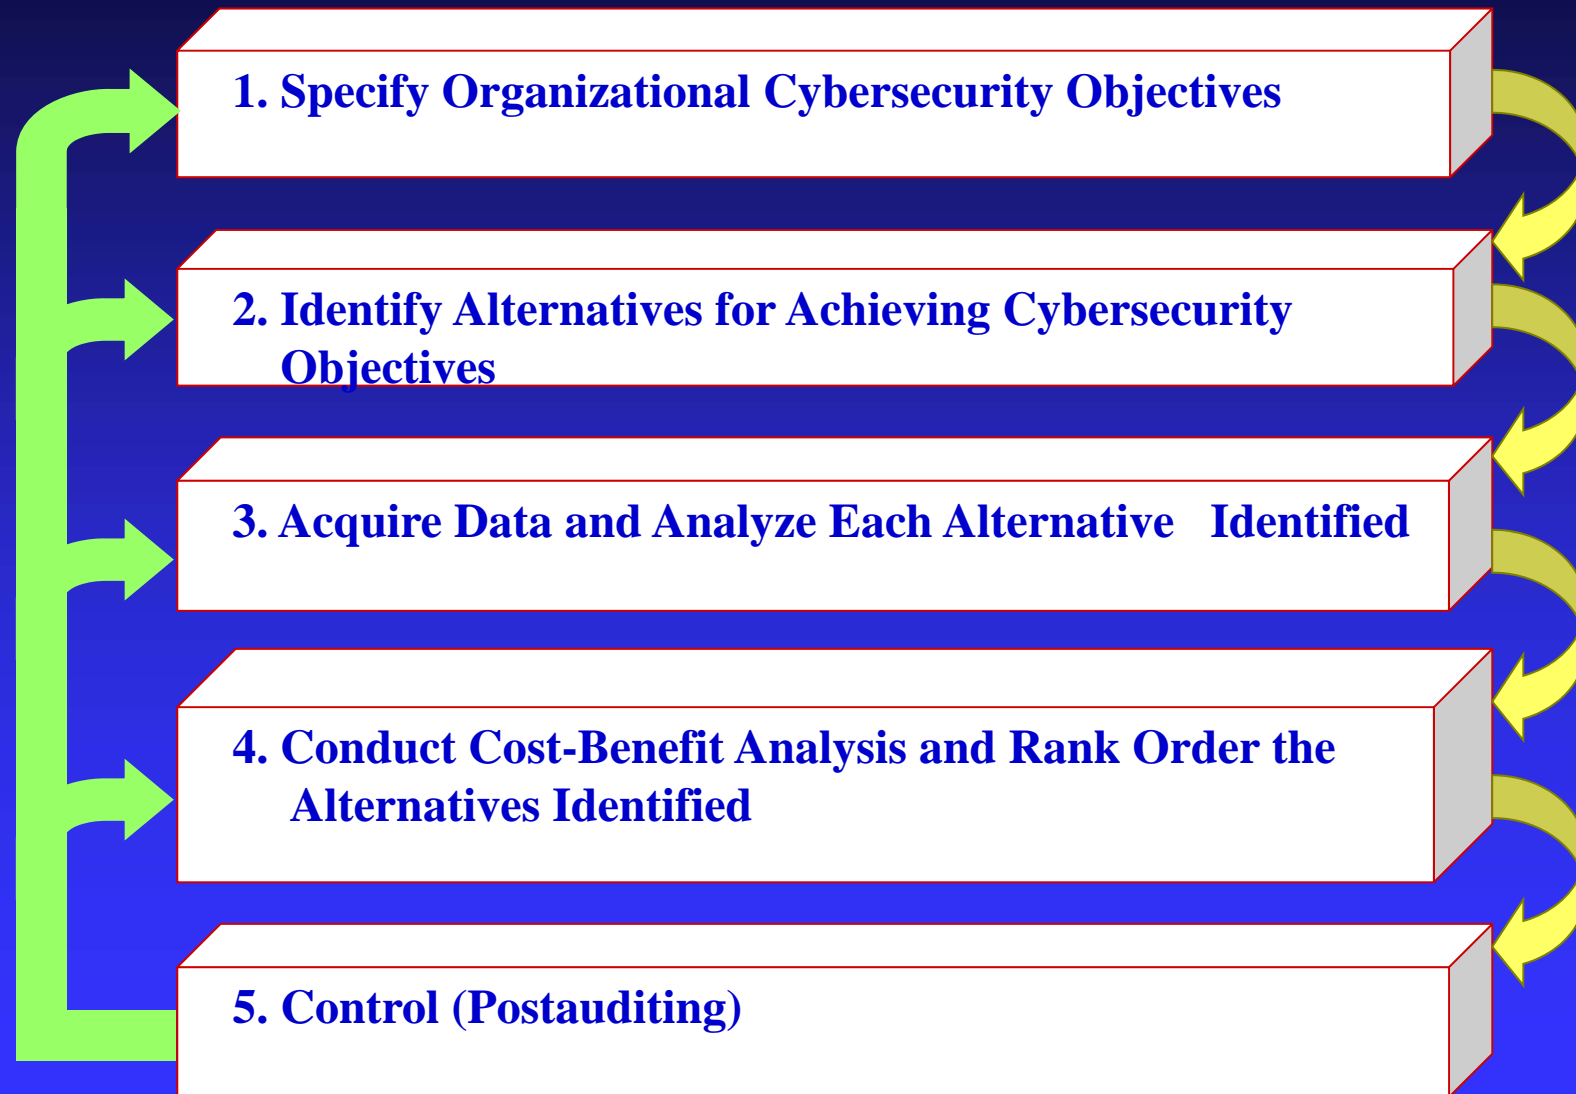 1. Specify Organizational Cybersecurity Objectives
2. Identify Alternatives for Achieving Cybersecurity
Objectives
3. Acquire Data and Analyze Each Alternative   Identified
4. Conduct Cost-Benefit Analysis and Rank Order the
Alternatives Identified
5. Control (Postauditing)